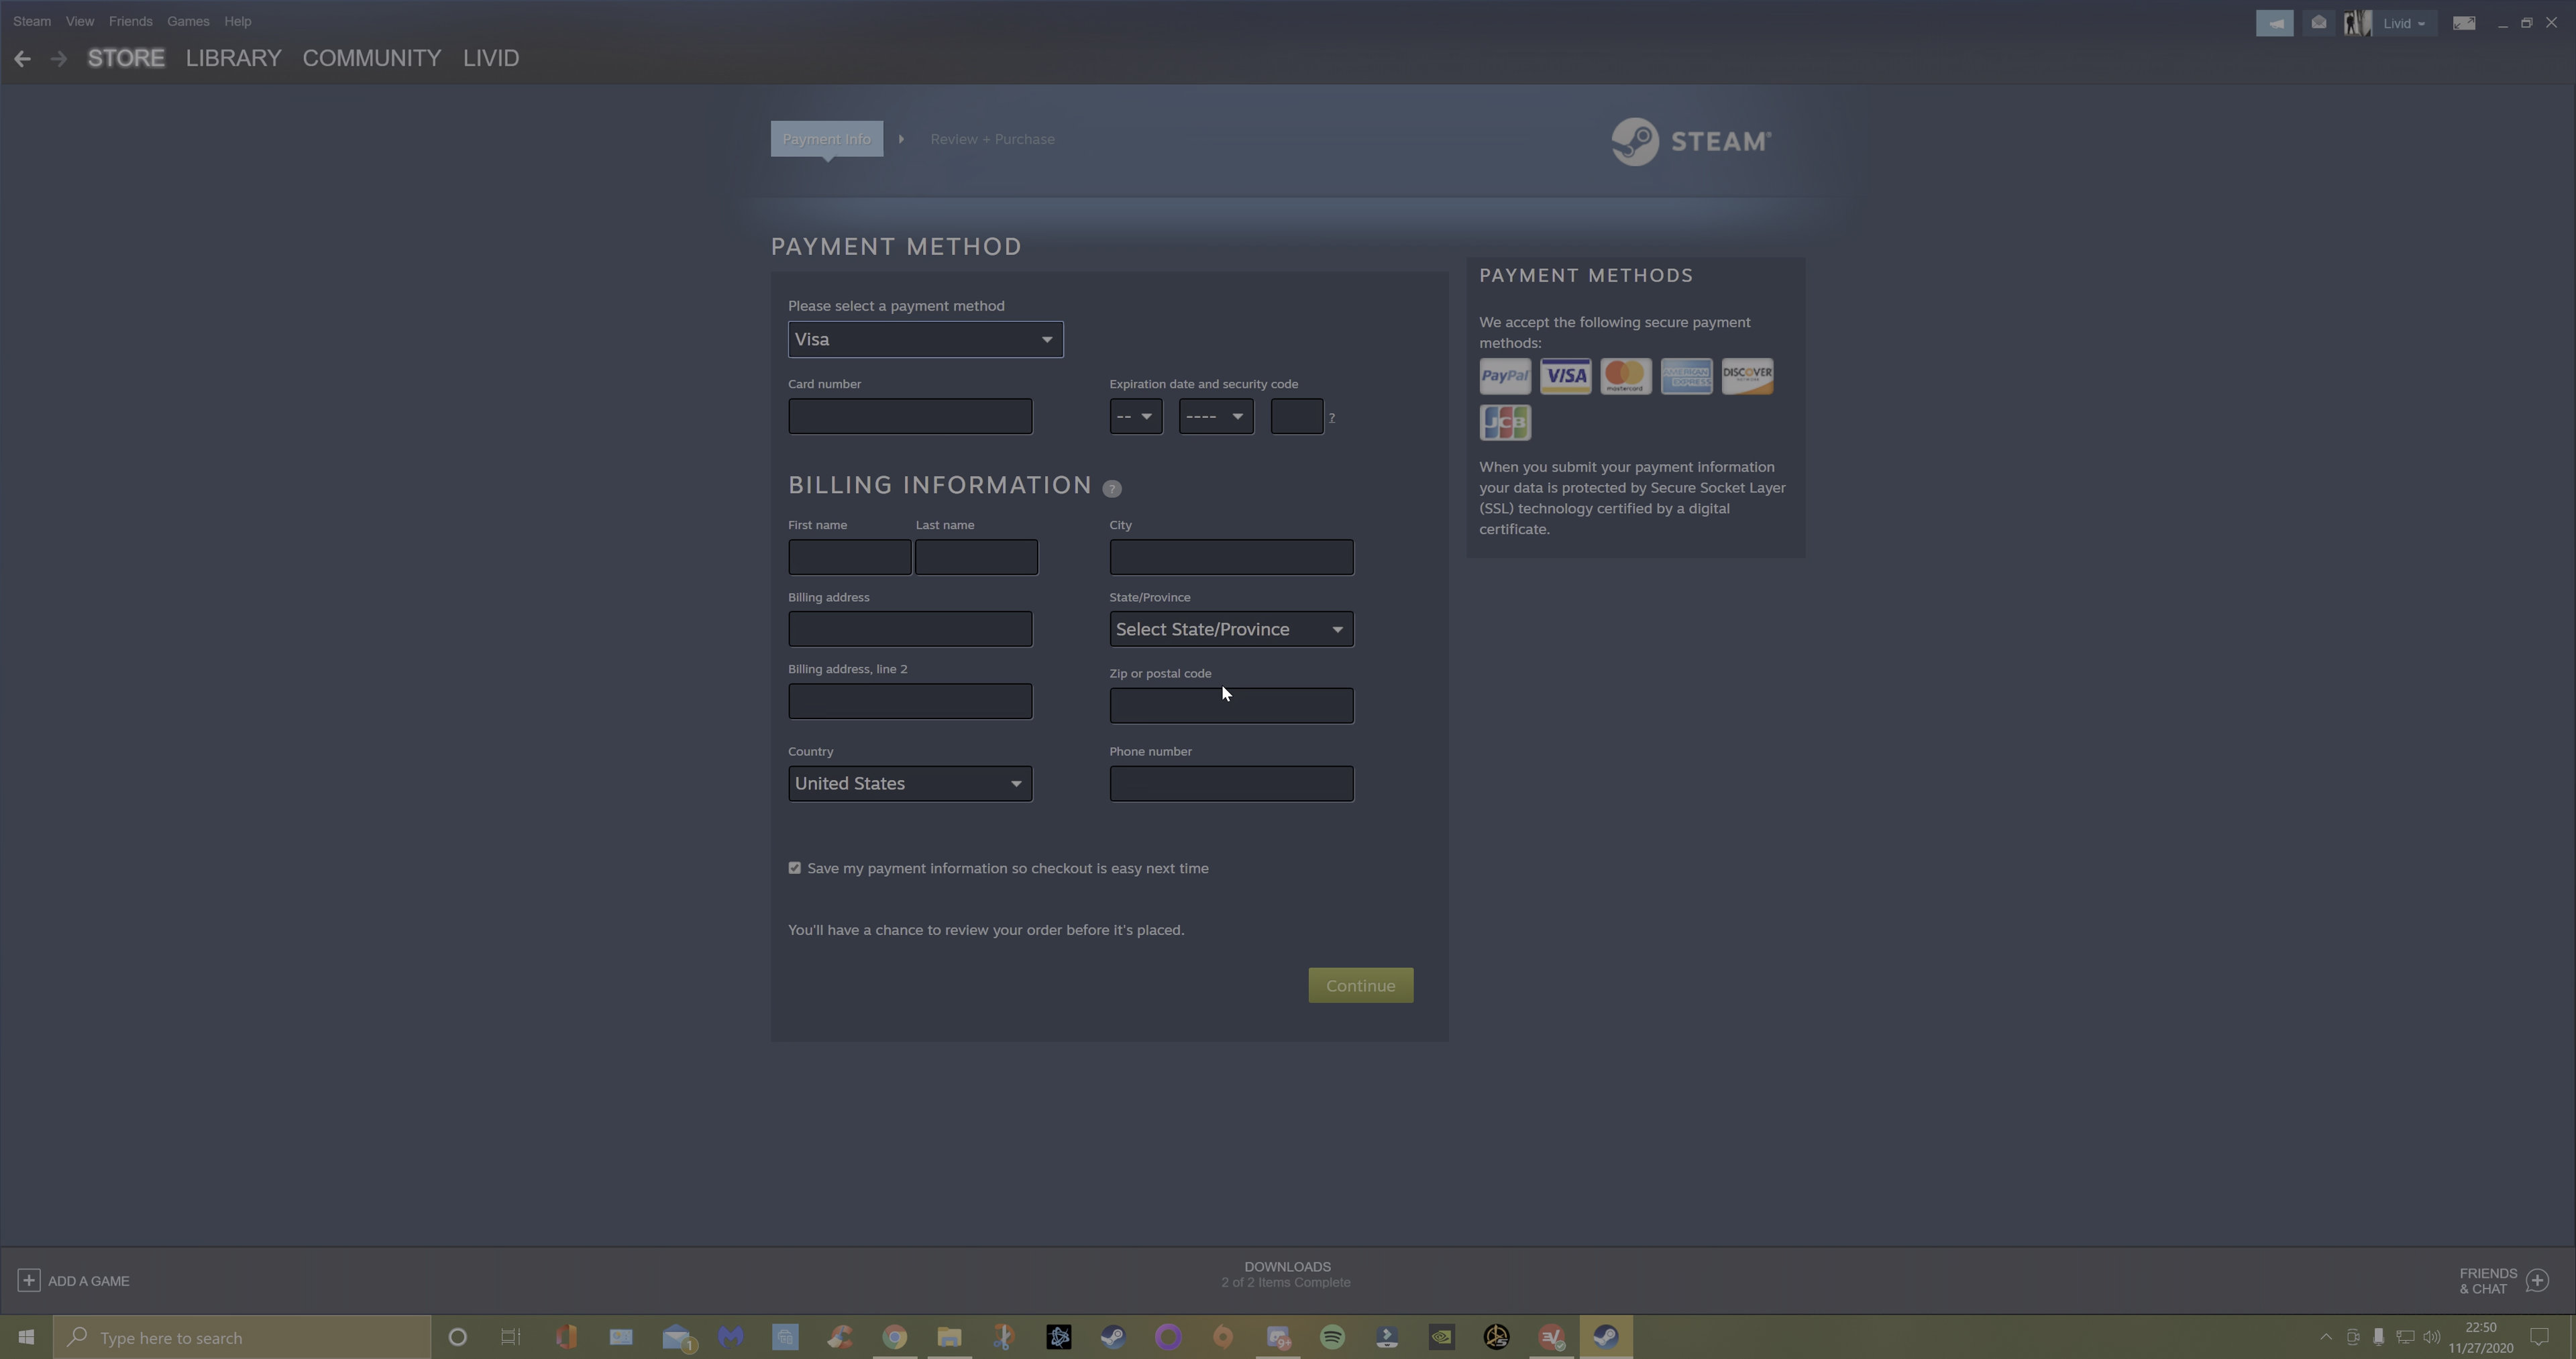 Steam View Friends Games Help
Livid
STORE LIBRARY COMMUNITY LIVID
Payment Info Review + Purchase
STEAM®
PAYMENT METHOD
Please select a payment method
Visa
Card number
Expiration date and security code
-- ---- ?
BILLING INFORMATION ?
First name Last name City
Billing address State/Province
Select State/Province
Billing address, line 2 Zip or postal code
Country Phone number
United States
Save my payment information so checkout is easy next time
You'll have a chance to review your order before it's placed.
Continue
PAYMENT METHODS
We accept the following secure payment
methods:
PayPal VISA mastercard AMERICAN EXPRESS DISCOVER
JCB
When you submit your payment information
your data is protected by Secure Socket Layer
(SSL) technology certified by a digital
certificate.
ADD A GAME
DOWNLOADS
2 of 2 Items Complete
FRIENDS
& CHAT
Type here to search
1
9+
22:50
11/27/2020